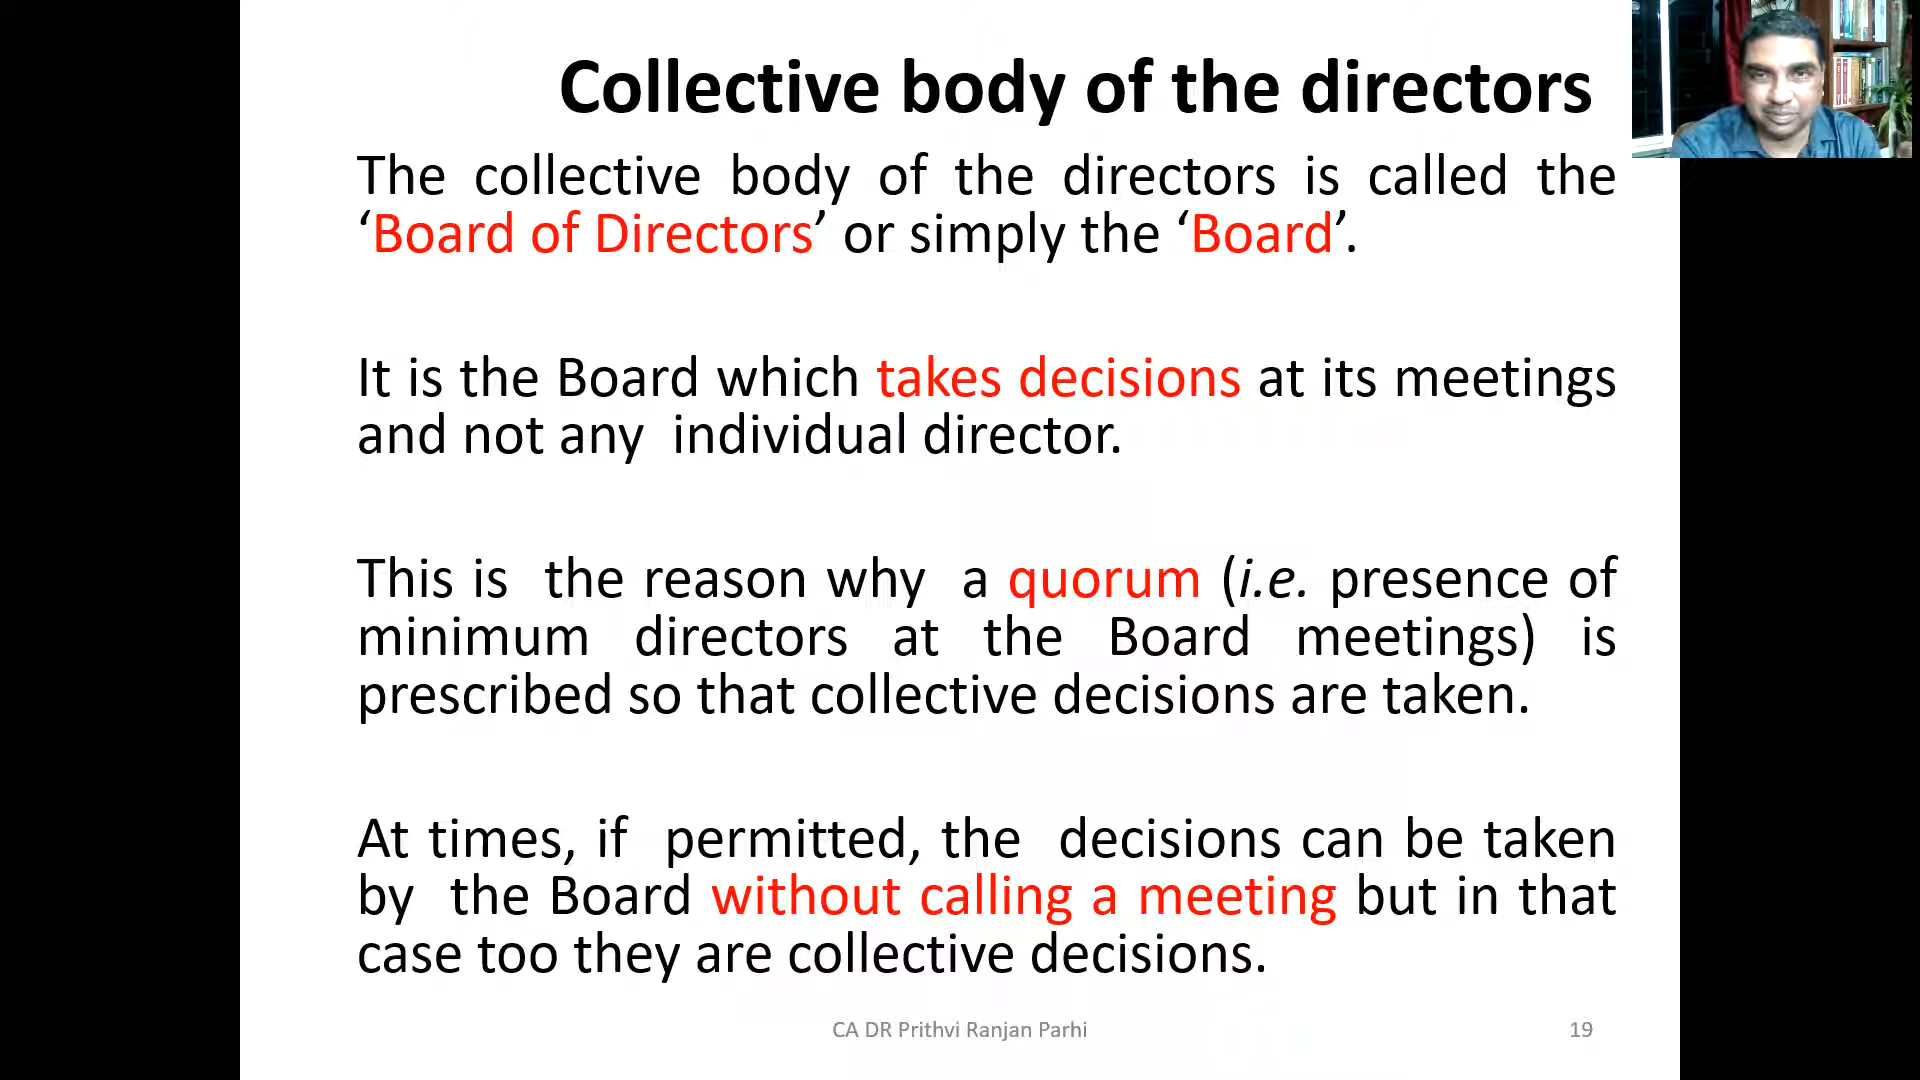 Collective body of the directors
The collective body of the directors is called the
‘Board of Directors’ or simply the ‘Board’.
It is the Board which takes decisions at its meetings
and not any individual director.
This is the reason why a quorum (i.e. presence of
minimum directors at the Board meetings) is
prescribed so that collective decisions are taken.
At times, if permitted, the decisions can be taken
by the Board without calling a meeting but in that
case too they are collective decisions.
CA DR Prithvi Ranjan Parhi
19